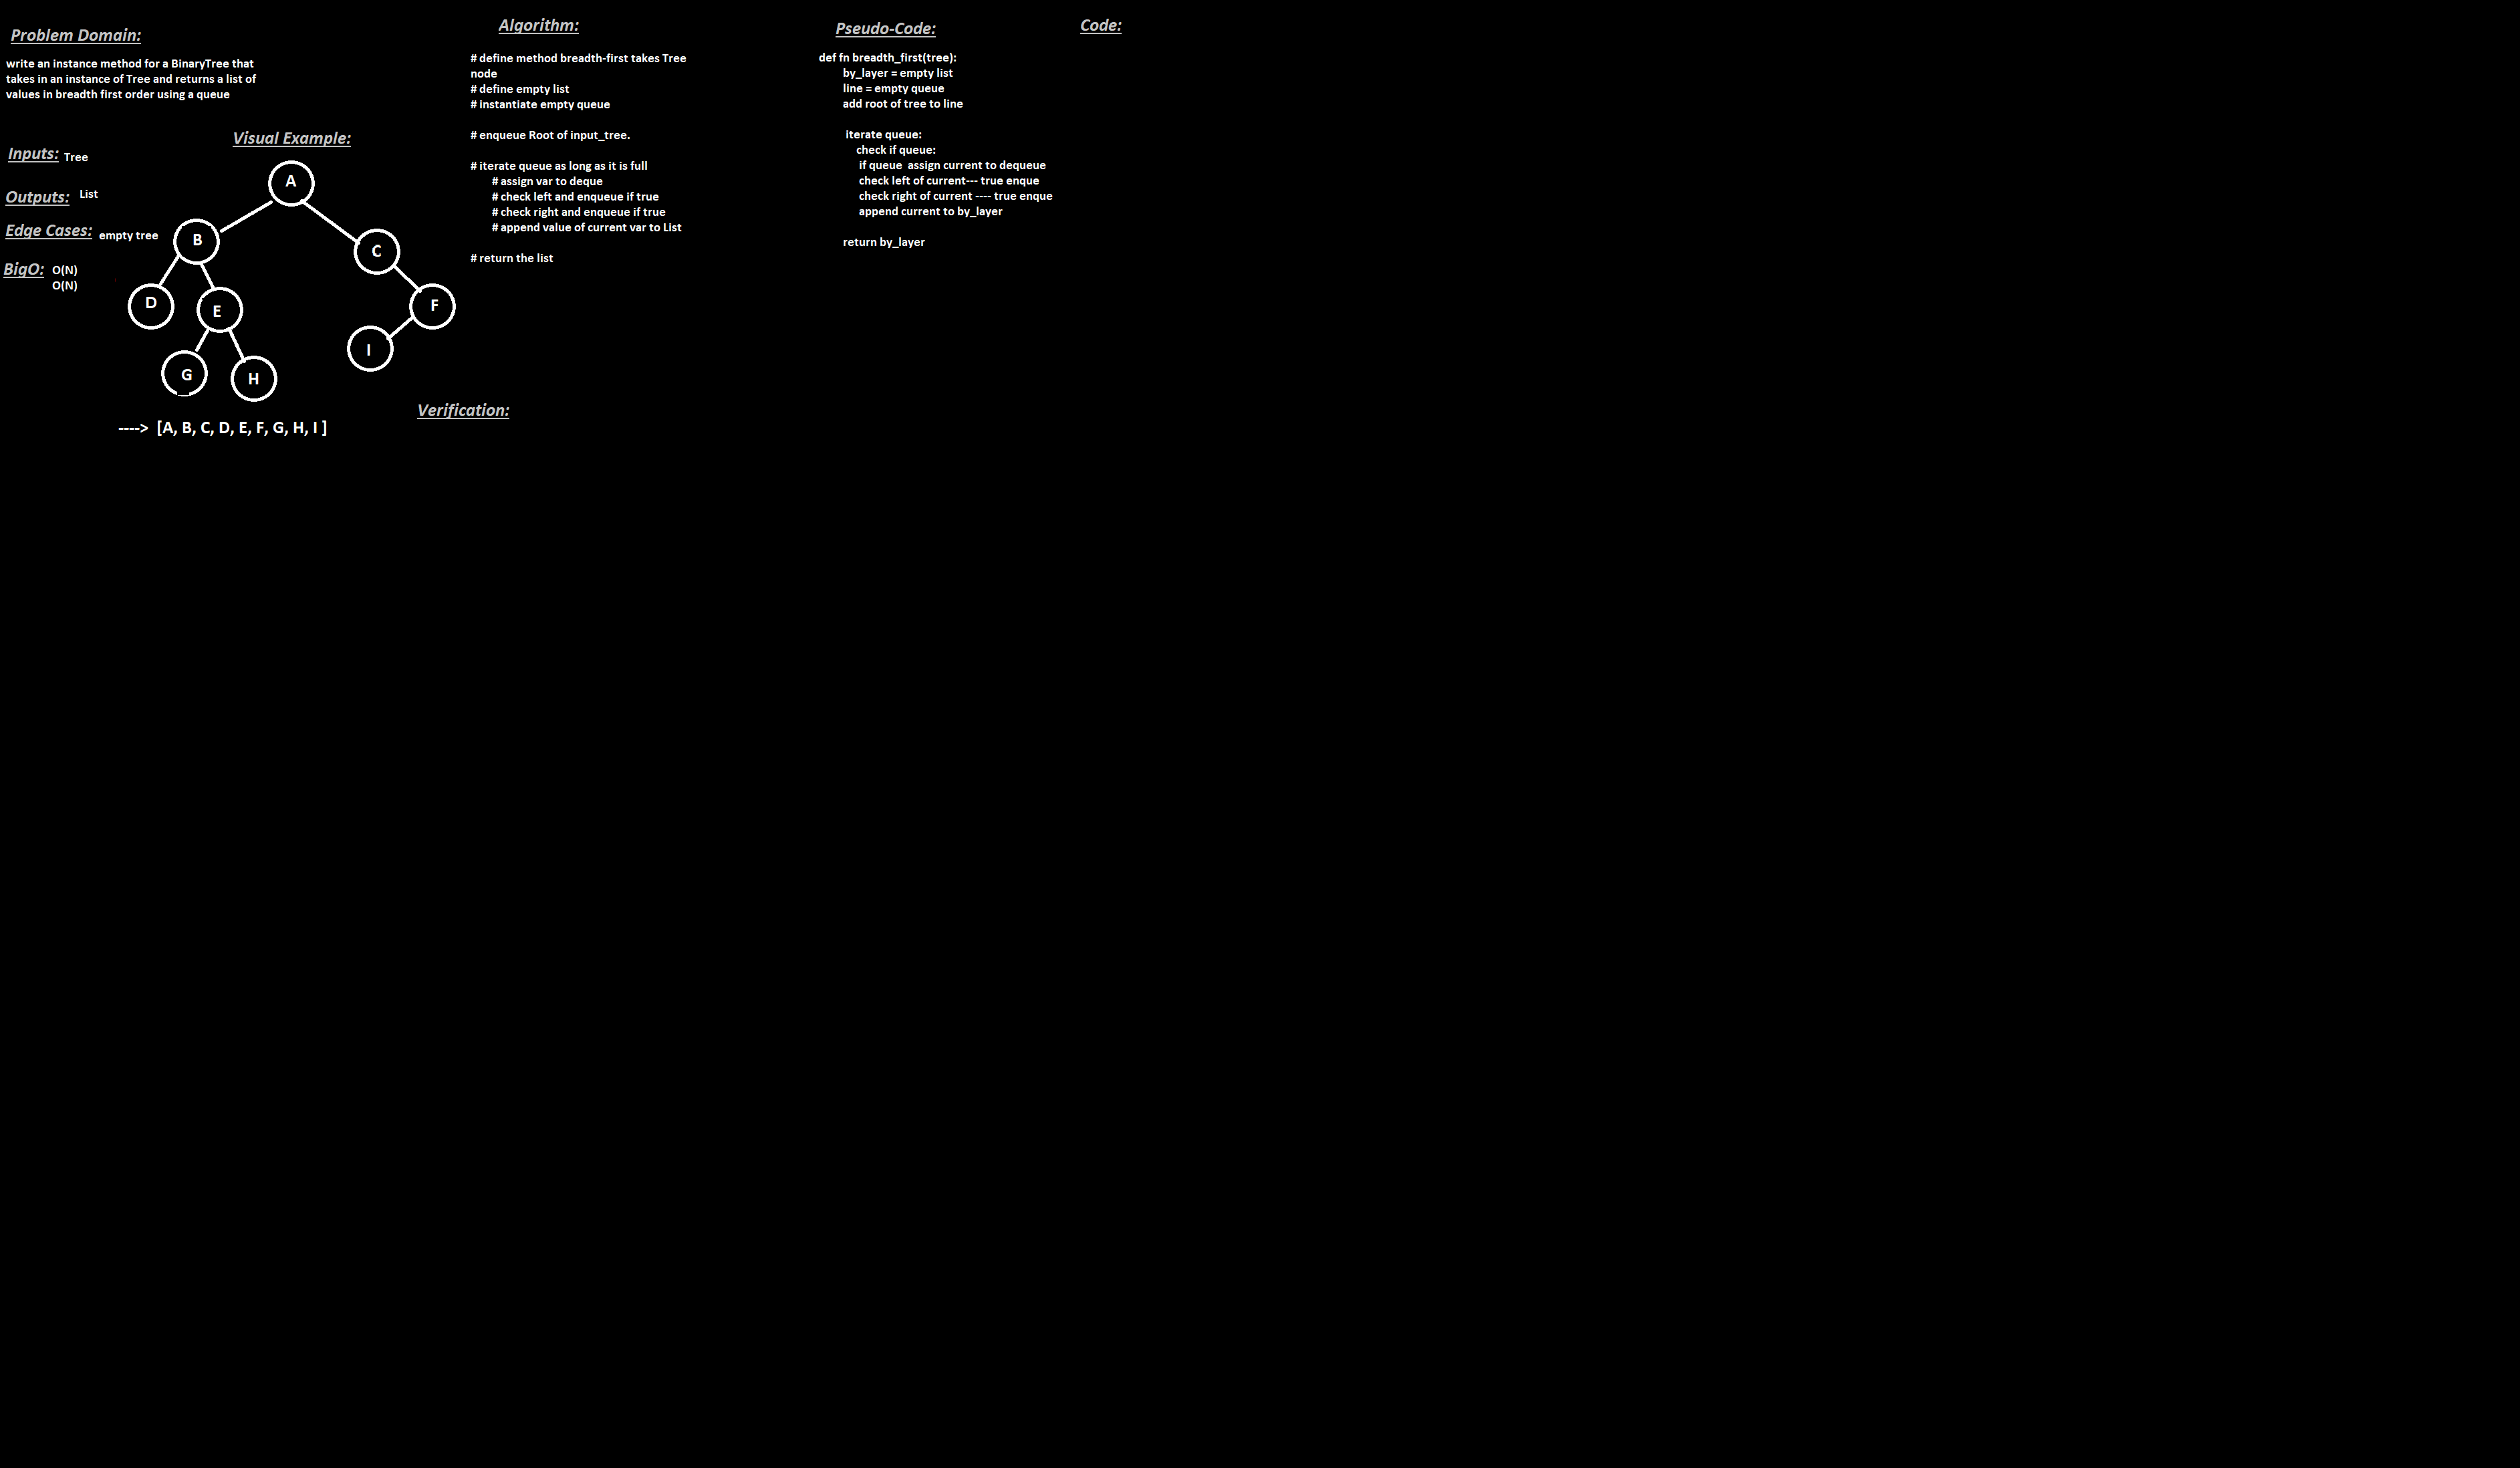 Problem Domain:
write an instance method for a BinaryTree that
takes in an instance of Tree and returns a list of
values in breadth first order using a queue
Inputs: Tree
Outputs: List
Edge Cases: empty tree
BigO: O(N)
O(N)
Visual Example:
A
B
C
D
E
F
I
G
H
----> [A, B, C, D, E, F, G, H, I ]
Algorithm:
# define method breadth-first takes Tree
node
# define empty list
# instantiate empty queue
# enqueue Root of input_tree.
# iterate queue as long as it is full
# assign var to deque
# check left and enqueue if true
# check right and enqueue if true
# append value of current var to List
# return the list
Verification:
Pseudo-Code:
def fn breadth_first(tree):
by_layer = empty list
line = empty queue
add root of tree to line
iterate queue:
check if queue:
if queue  assign current to dequeue
check left of current--- true enque
check right of current ---- true enque
append current to by_layer
return by_layer
Code: